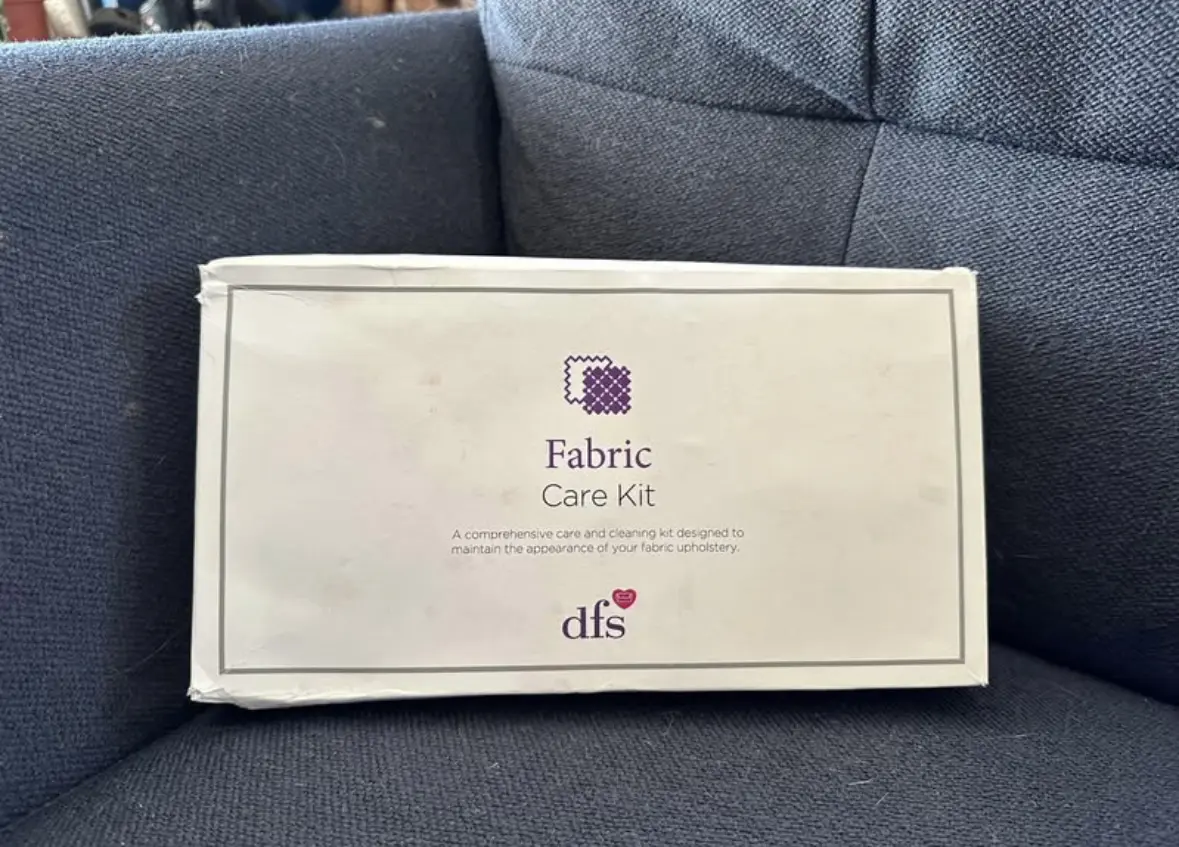 Fabric
Care Kit
A comprehensive care and cleaning kit designed to
maintain the appearance of your fabric upholstery.
dfs